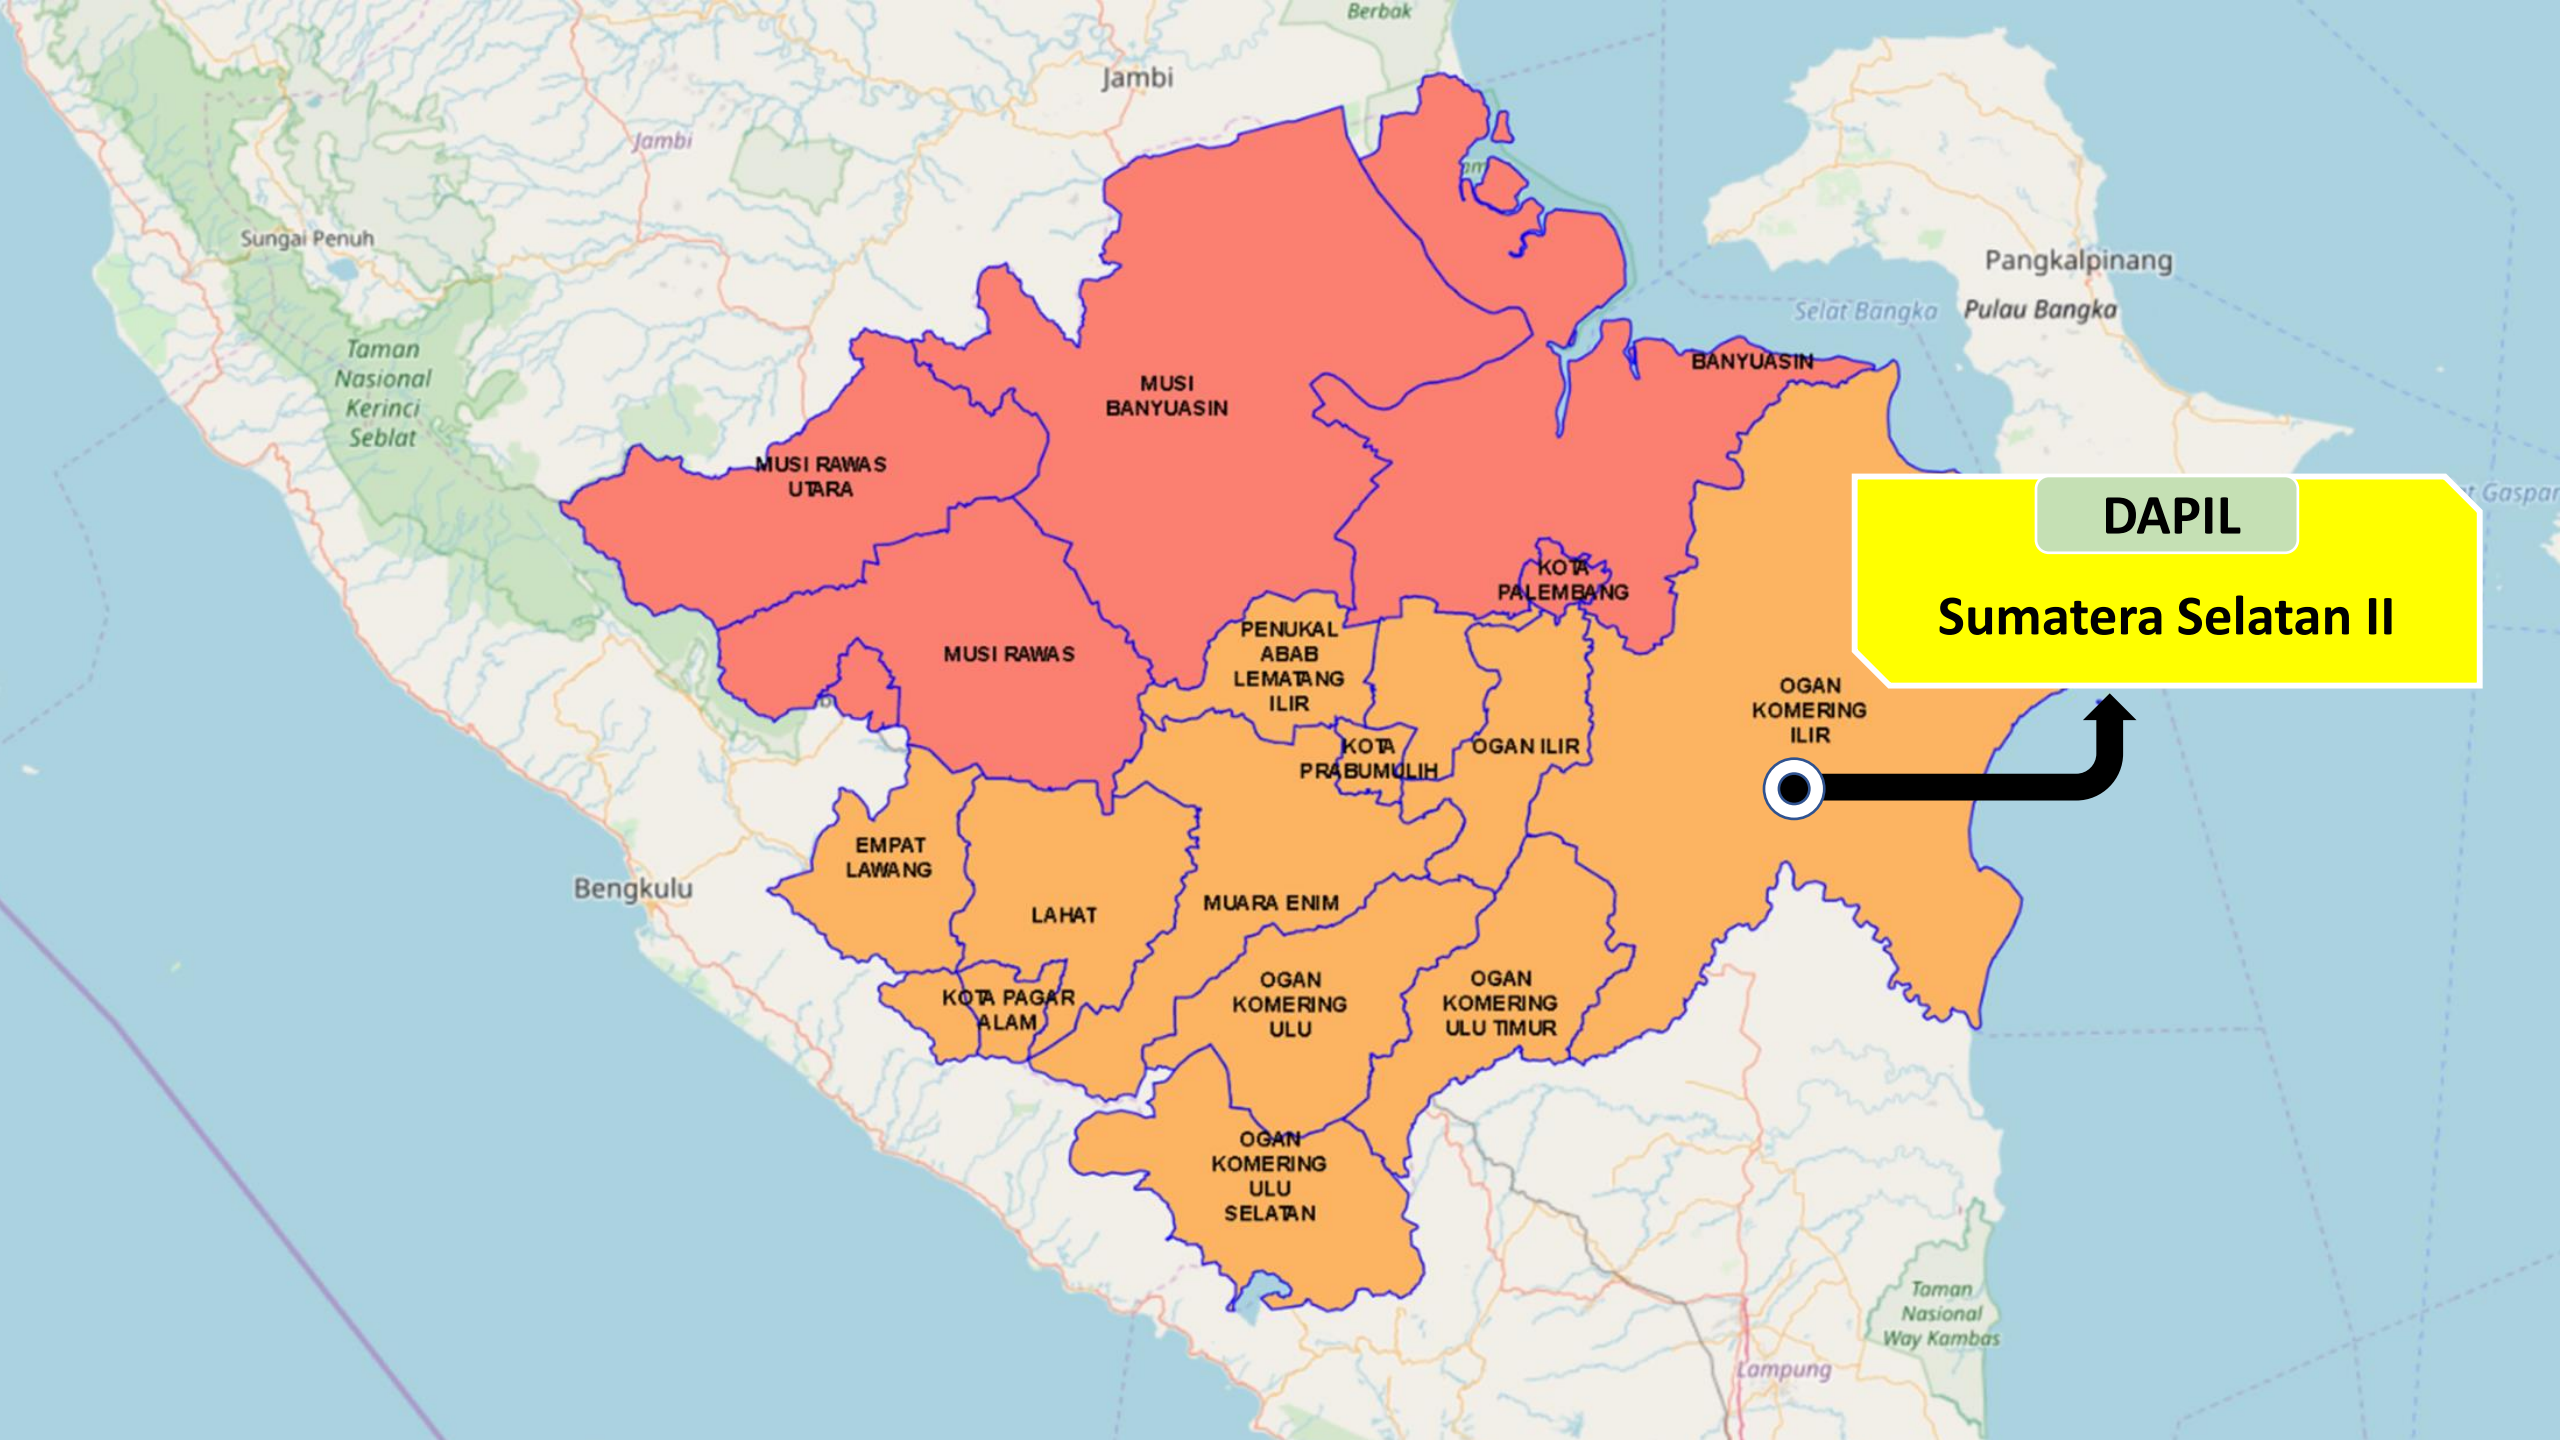 Berbak
Jambi
Jambi
Sungai Penuh
Pangkalpinang
Selat Bangka
Pulau Bangka
Taman
Nasional
Kerinci
Seblat
MUSI
BANYUASIN
BANYUASIN
MUSI RAWAS
UTARA
DAPIL
Sumatera Selatan II
Gaspar
KOTA
PALEMBANG
MUSI RAWAS
PENUKAL
ABAB
LEMATANG
ILIR
OGAN
KOMERING
ILIR
KOTA
PRABUMULIH
OGAN ILIR
EMPAT
LAWANG
Bengkulu
LAHAT
MUARA ENIM
KOTA PAGAR
ALAM
OGAN
KOMERING
ULU
OGAN
KOMERING
ULU TIMUR
OGAN
KOMERING
ULU
SELATAN
Taman
Nasional
Way Kambas
Lampung